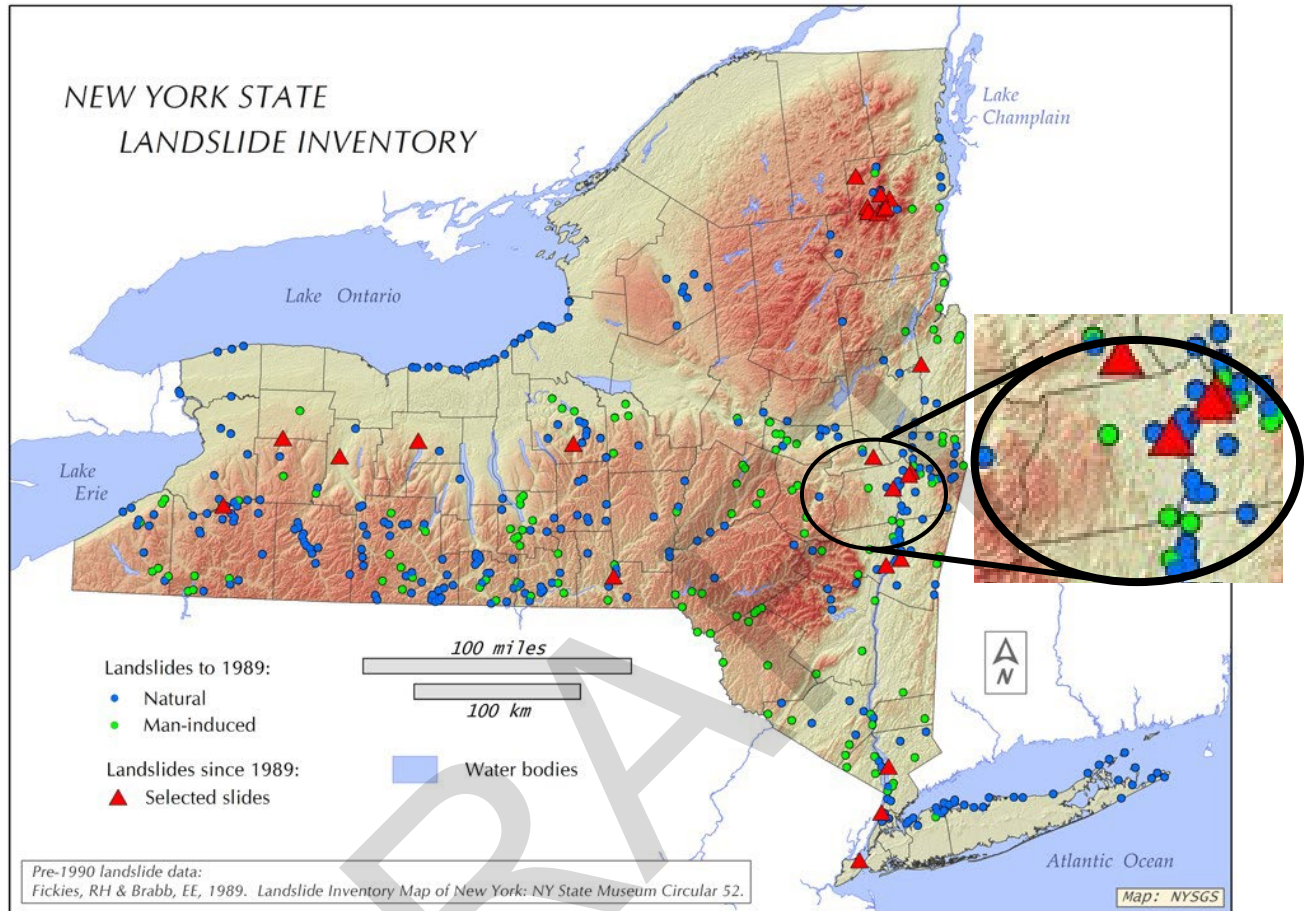 NEW YORK STATE
LANDSLIDE INVENTORY
Lake
Champlain
Lake Ontario
Lake
Erie
100 miles
100 km
Landslides to 1989:
Natural
Man-induced
Landslides since 1989:
Selected slides
Water bodies
N
Atlantic Ocean
Pre-1990 landslide data:
Fickies, RH & Brabb, EE, 1989. Landslide Inventory Map of New York: NY State Museum Circular 52.
Map: NYSGS